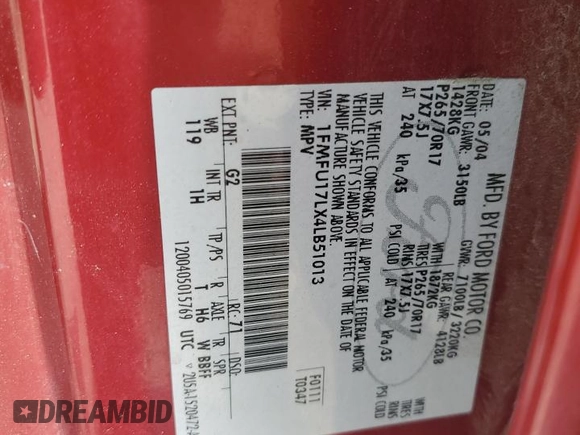 MFD. BY FORD MOTOR CO.
05/04 GVWR: 7100LB / 3220KG
FRONT GAWR: 3150LB REAR GAWR: 4128LB
1428KG WITH 1872KG WITH
P265/70R17 TIRES P265/70R17 TIRES
17X7.5J RIMS 17X7.5J RIMS
AT 240 kPa/35 PSI COLD AT 240 kPa/35 PSI COLD
THIS VEHICLE CONFORMS TO ALL APPLICABLE FEDERAL MOTOR
VEHICLE SAFETY STANDARDS IN EFFECT ON THE DATE OF
MANUFACTURE SHOWN ABOVE.
VIN: 1FMFU17LX4LB51013
TYPE: MPV
F0111
T0347
EXT PNT: G2 RC: 71 DSO:
WB INT TR TP/PS R AXLE TR SPR
119 1H H6 W BBFF
1200405015769 UTC
DREAMBID